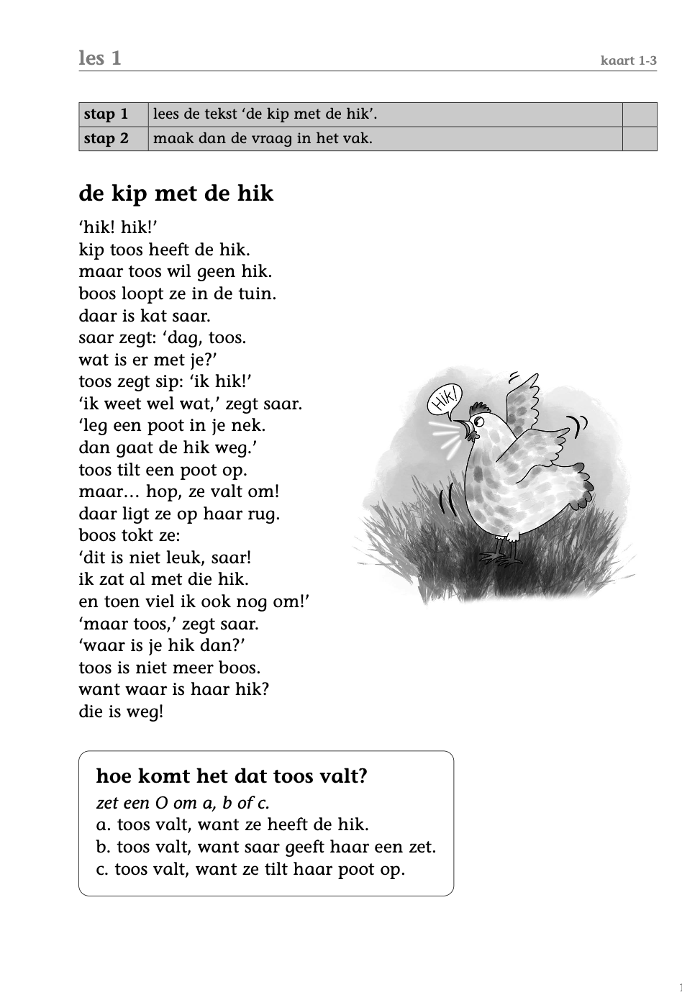 les 1
kaart 1-3
stap 1 lees de tekst ‘de kip met de hik’.
stap 2 maak dan de vraag in het vak.
de kip met de hik
‘hik! hik!’
kip toos heeft de hik.
maar toos wil geen hik.
boos loopt ze in de tuin.
daar is kat saar.
saar zegt: ‘dag, toos.
wat is er met je?’
toos zegt sip: ‘ik hik!’
‘ik weet wel wat,’ zegt saar.
‘leg een poot in je nek.
dan gaat de hik weg.’
toos tilt een poot op.
maar… hop, ze valt om!
daar ligt ze op haar rug.
boos tokt ze:
‘dit is niet leuk, saar!
ik zat al met die hik.
en toen viel ik ook nog om!’
‘maar toos,’ zegt saar.
‘waar is je hik dan?’
toos is niet meer boos.
want waar is haar hik?
die is weg!
Hik!
hoe komt het dat toos valt?
zet een O om a, b of c.
a. toos valt, want ze heeft de hik.
b. toos valt, want saar geeft haar een zet.
c. toos valt, want ze tilt haar poot op.